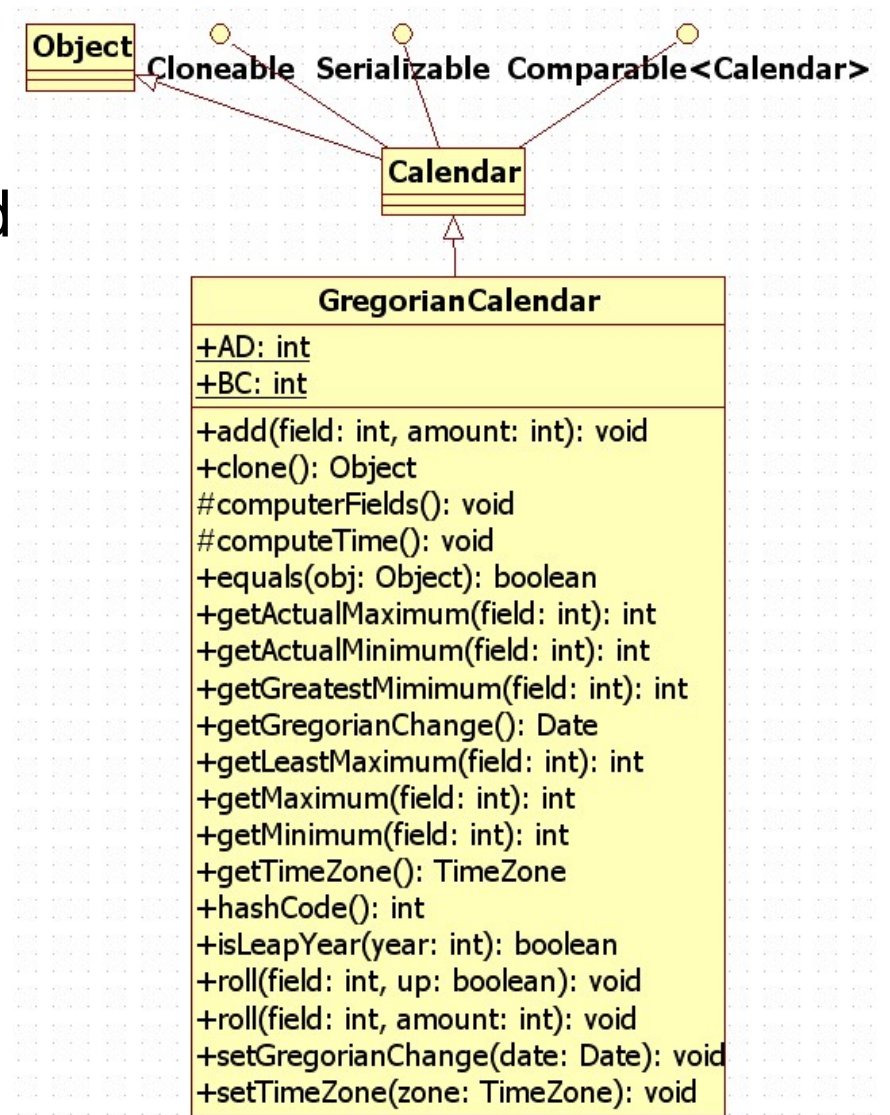 Object
Cloneable Serializable Comparable<Calendar>
Calendar
d
GregorianCalendar
+AD: int
+BC: int
+add(field: int, amount: int): void
+clone(): Object
#computerFields(): void
#computeTime(): void
+equals(obj: Object): boolean
+getActualMaximum(field: int): int
+getActualMinimum(field: int): int
+getGreatestMimimum(field: int): int
+getGregorianChange(): Date
+getLeastMaximum(field: int): int
+getMaximum(field: int): int
+getMinimum(field: int): int
+getTimeZone(): TimeZone
+hashCode(): int
+isLeapYear(year: int): boolean
+roll(field: int, up: boolean): void
+roll(field: int, amount: int): void
+setGregorianChange(date: Date): void
+setTimeZone(zone: TimeZone): void